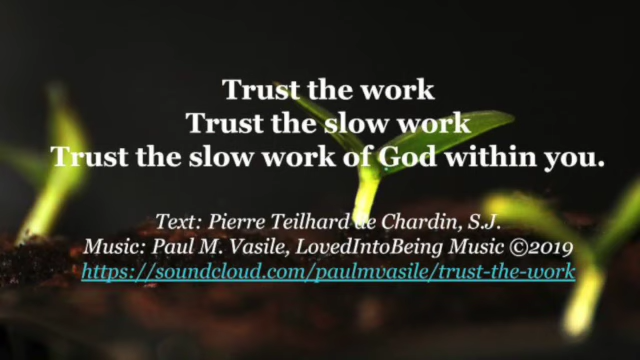 Trust the work
Trust the slow work
Trust the slow work of God within you.
Text: Pierre Teilhard de Chardin, S.J.
Music: Paul M. Vasile, LovedIntoBeing Music ©2019
https://soundcloud.com/paulmvasile/trust-the-work